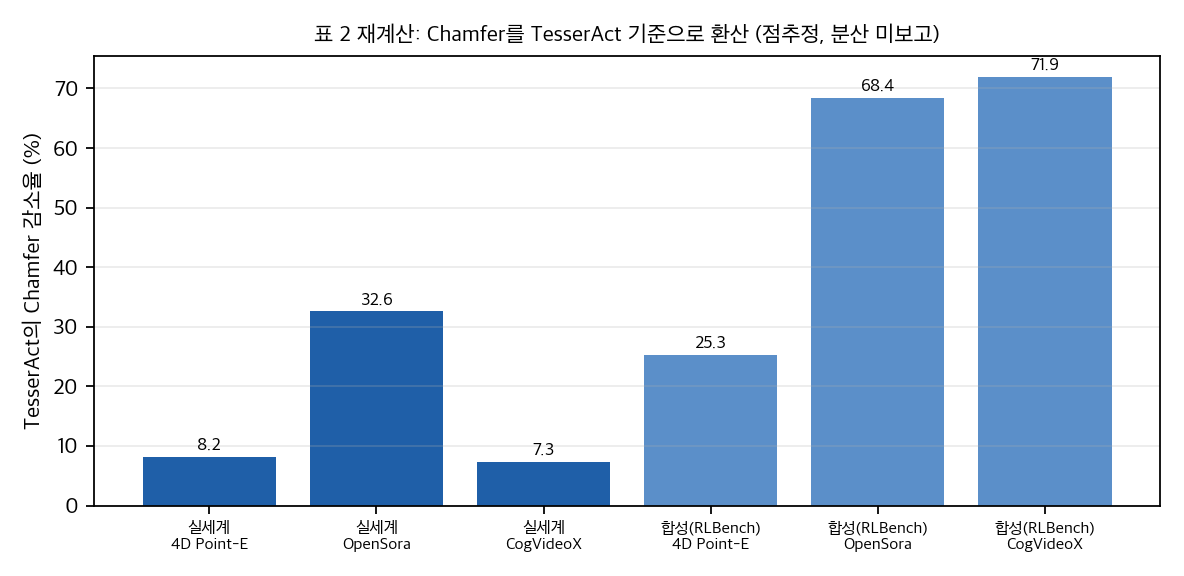 표 2 재계산: Chamfer를 TesserAct 기준으로 환산 (점추정, 분산 미보고)
TesserAct의 Chamfer 감소율 (%)
70
60
50
40
30
20
10
0
8.2
32.6
7.3
25.3
68.4
71.9
실세계
4D Point-E
실세계
OpenSora
실세계
CogVideoX
합성(RLBench)
4D Point-E
합성(RLBench)
OpenSora
합성(RLBench)
CogVideoX